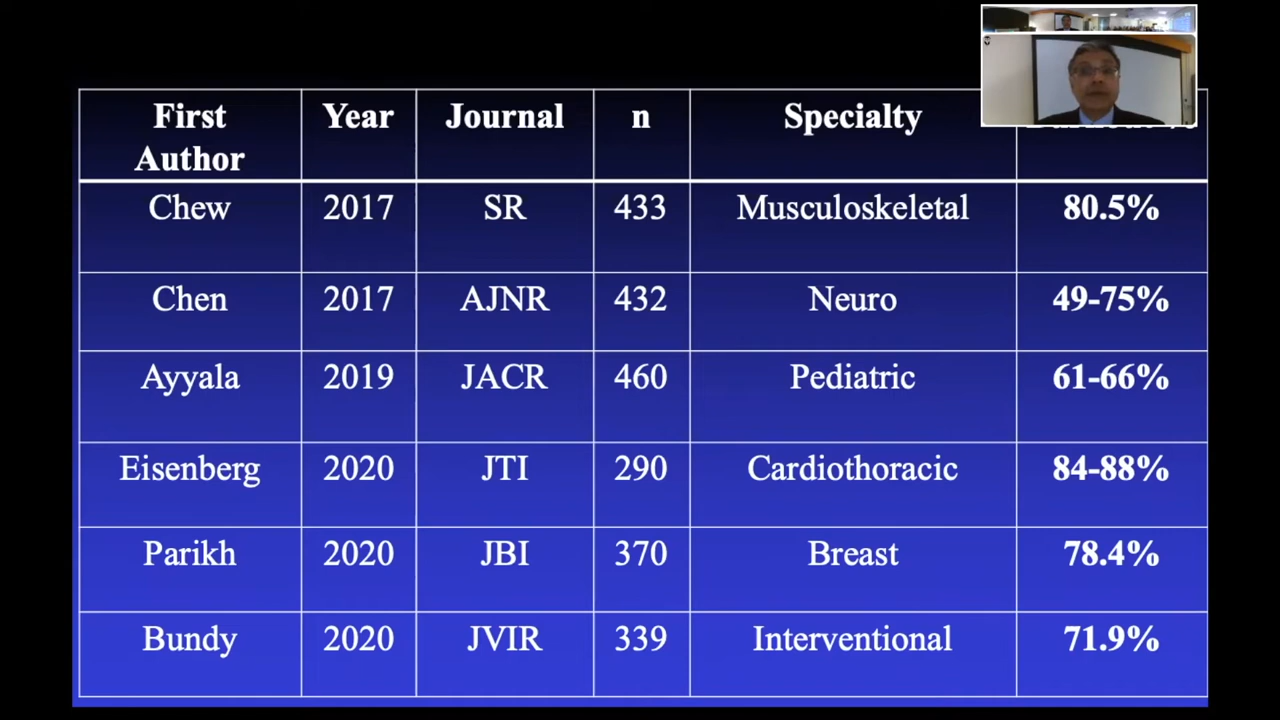 First Author Year Journal n Specialty
Chew 2017 SR 433 Musculoskeletal 80.5%
Chen 2017 AJNR 432 Neuro 49-75%
Ayyala 2019 JACR 460 Pediatric 61-66%
Eisenberg 2020 JTI 290 Cardiothoracic 84-88%
Parikh 2020 JBI 370 Breast 78.4%
Bundy 2020 JVIR 339 Interventional 71.9%